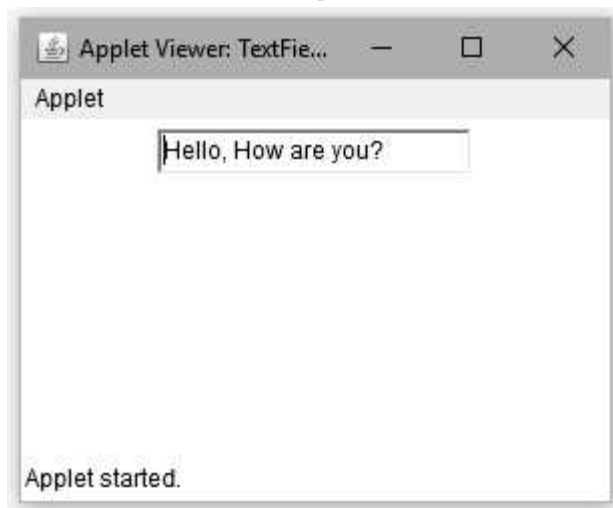 Applet Viewer: TextFie...
Applet
Hello, How are you?
Applet started.